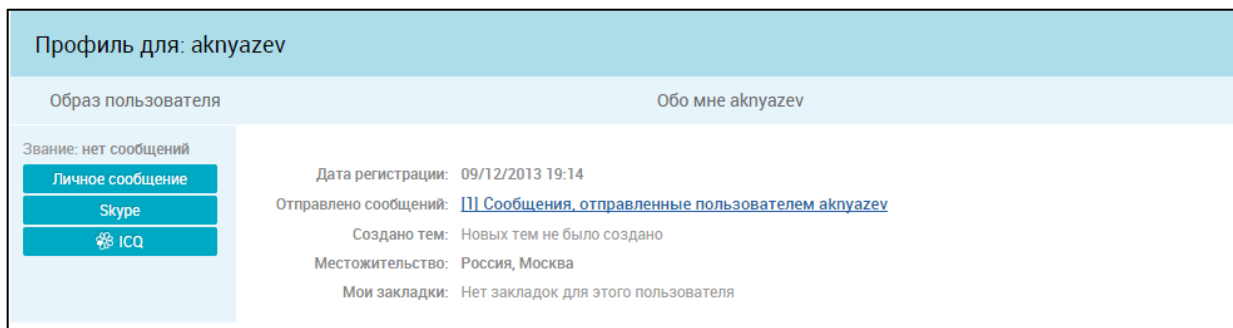 Профиль для: aknyazev
Образ пользователя
Обо мне aknyazev
Звание: нет сообщений
Личное сообщение
Skype
ICQ
Дата регистрации: 09/12/2013 19:14
Отправлено сообщений: [1] Сообщения, отправленные пользователем aknyazev
Создано тем: Новых тем не было создано
Местожительство: Россия, Москва
Мои закладки: Нет закладок для этого пользователя